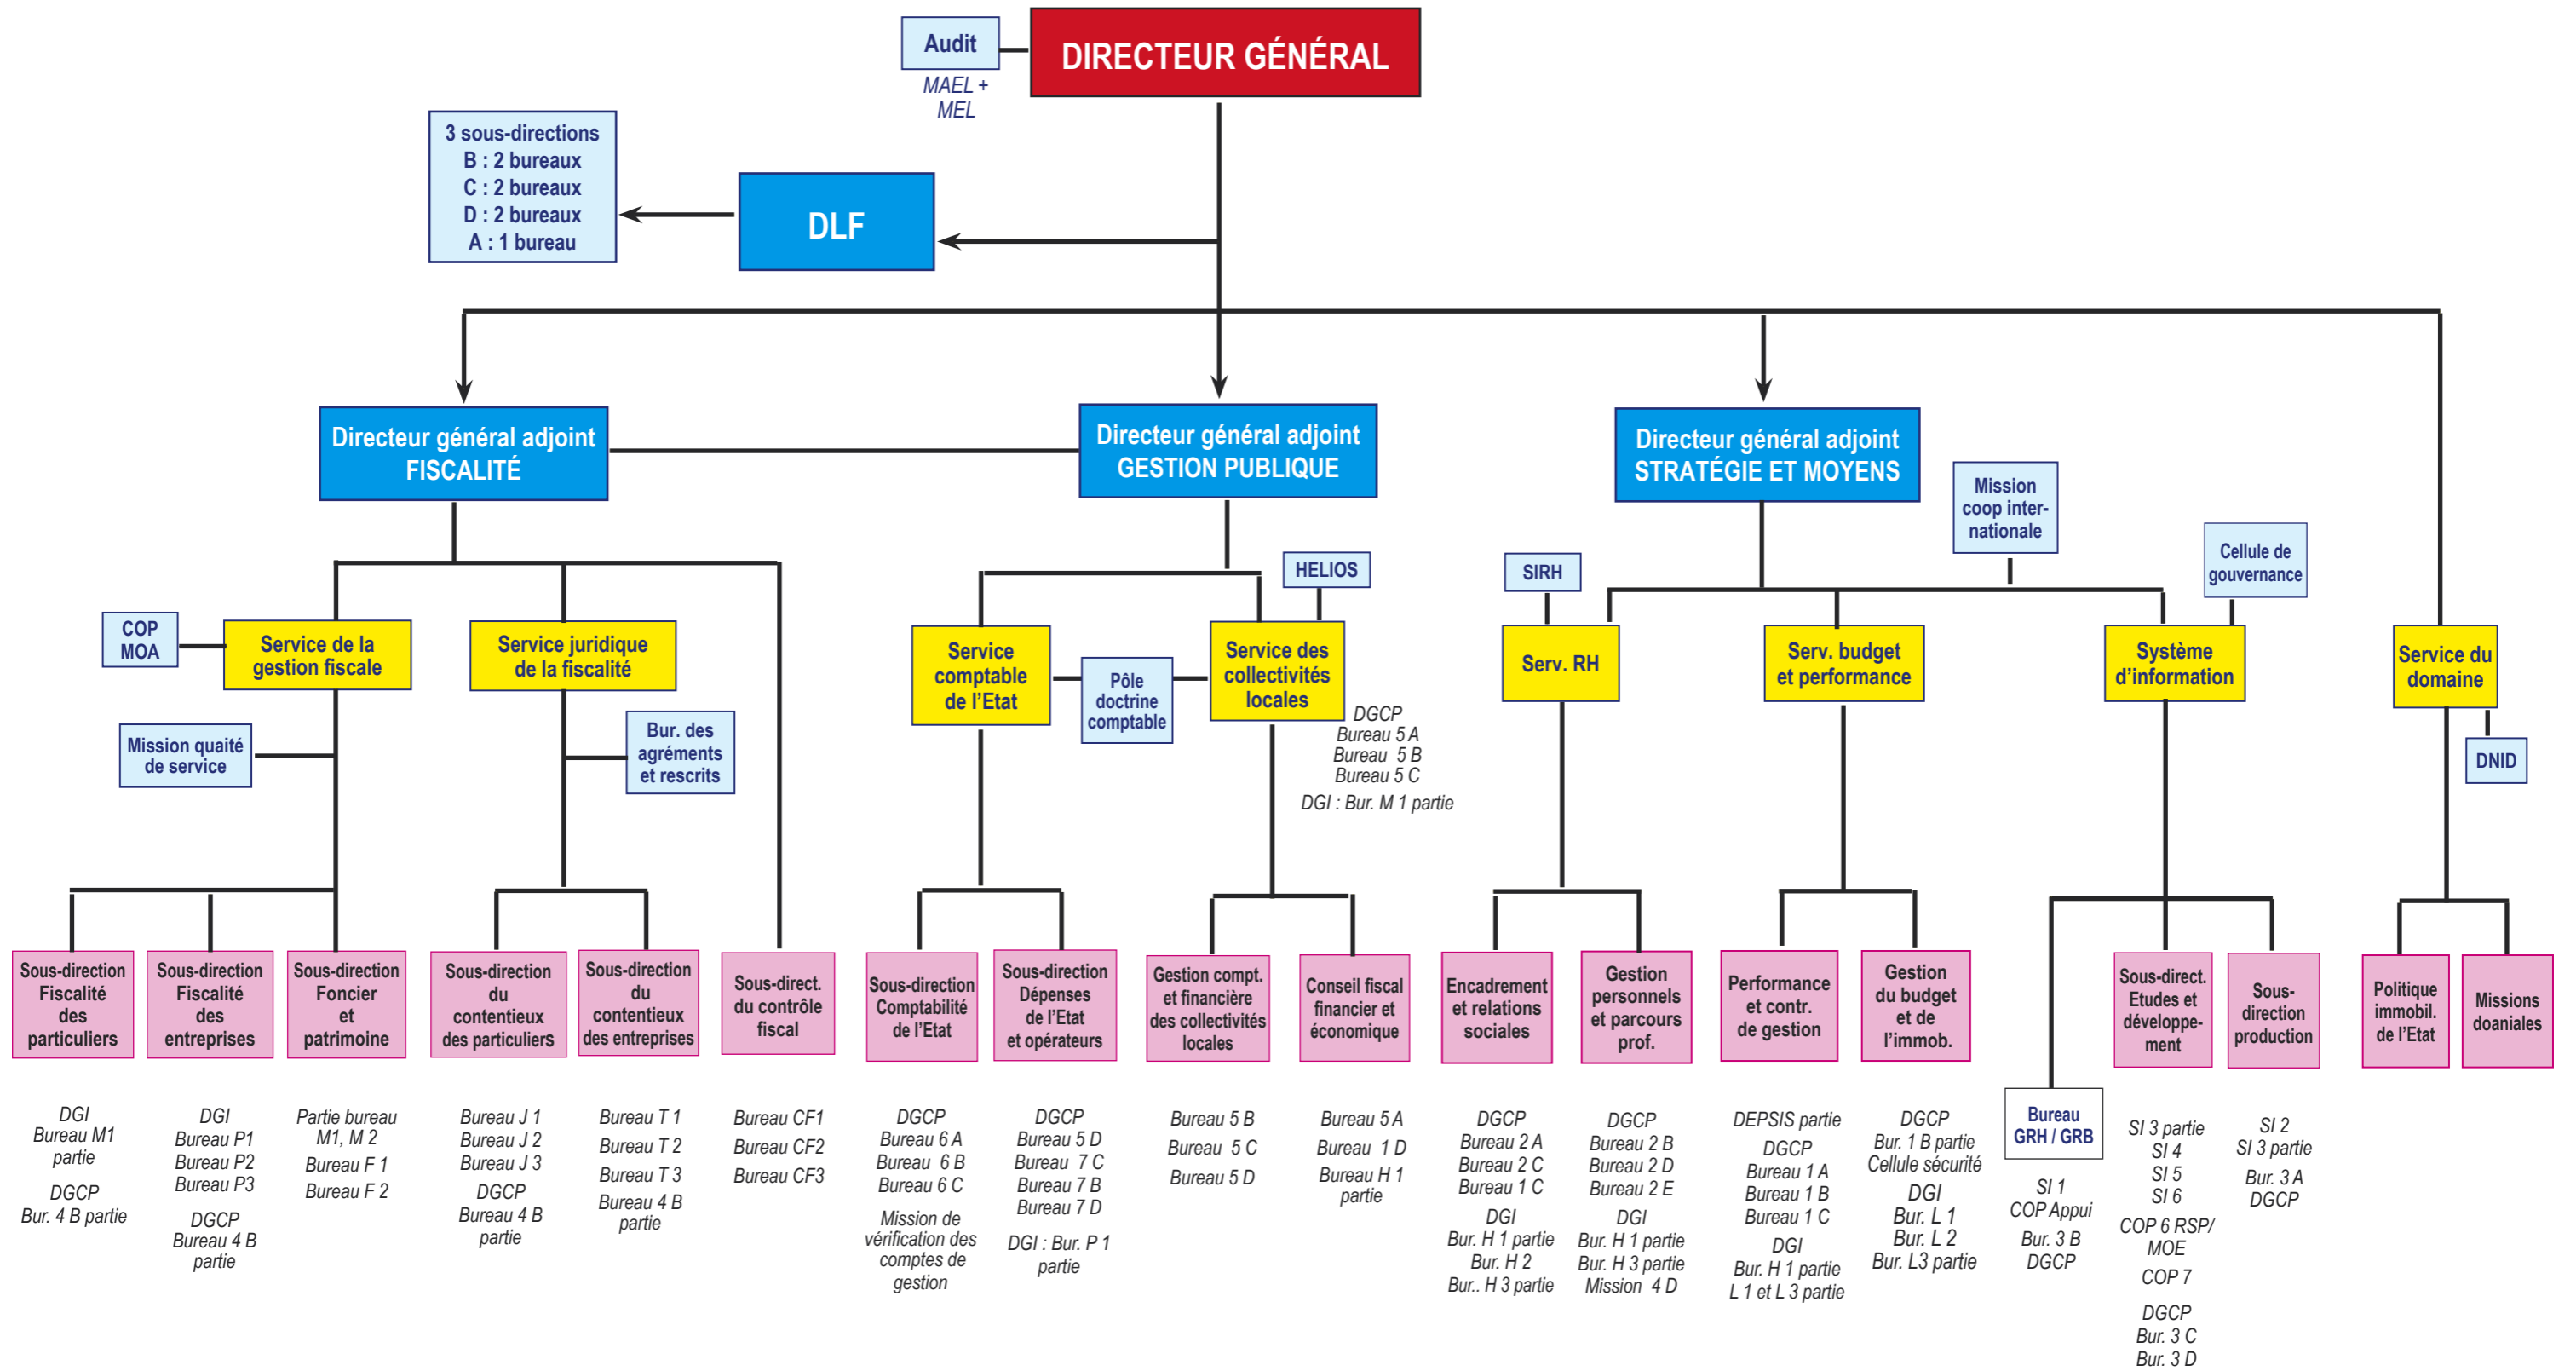 Audit
MAEL +
MEL
DIRECTEUR GÉNÉRAL
3 sous-directions
B : 2 bureaux
C : 2 bureaux
D : 2 bureaux
A : 1 bureau
DLF
Directeur général adjoint
FISCALITÉ
Directeur général adjoint
GESTION PUBLIQUE
Directeur général adjoint
STRATÉGIE ET MOYENS
Mission
coop inter-
nationale
Cellule de
gouvernance
HELIOS
SIRH
COP
MOA
Service de la
gestion fiscale
Service juridique
de la fiscalité
Service
comptable
de l'Etat
Pôle
doctrine
comptable
Service des
collectivités
locales
Serv. RH
Serv. budget
et performance
Système
d'information
Service du
domaine
Mission quaité
de service
Bur. des
agréments
et rescrits
DGCP
Bureau 5 A
Bureau 5 B
Bureau 5 C
DGI : Bur. M 1 partie
DNID
Sous-direction
Fiscalité
des
particuliers
Sous-direction
Fiscalité
des
entreprises
Sous-direction
Foncier
et
patrimoine
Sous-direction
du
contentieux
des particuliers
Sous-direction
du
contentieux
des entreprises
Sous-direct.
du contrôle
fiscal
Sous-direction
Comptabilité
de l'Etat
Sous-direction
Dépenses
de l'Etat
et opérateurs
Gestion compt.
et financière
des collectivités
locales
Conseil fiscal
financier et
économique
Encadrement
et relations
sociales
Gestion
personnels
et parcours
prof.
Performance
et contr.
de gestion
Gestion
du budget
et de
l'immob.
Sous-direct.
Etudes et
développe-
ment
Sous-
direction
production
Politique
immobil.
de l'Etat
Missions
doaniales
DGI
Bureau M1
partie
DGCP
Bur. 4 B partie
DGI
Bureau P1
Bureau P2
Bureau P3
DGCP
Bureau 4 B
partie
Partie bureau
M1, M 2
Bureau F 1
Bureau F 2
Bureau J 1
Bureau J 2
Bureau J 3
DGCP
Bureau 4 B
partie
Bureau T 1
Bureau T 2
Bureau T 3
Bureau 4 B
partie
Bureau CF1
Bureau CF2
Bureau CF3
DGCP
Bureau 6 A
Bureau 6 B
Bureau 6 C
Mission de
vérification des
comptes de
gestion
DGCP
Bureau 5 D
Bureau 7 C
Bureau 7 B
Bureau 7 D
DGI : Bur. P 1
partie
Bureau 5 B
Bureau 5 C
Bureau 5 D
Bureau 5 A
Bureau 1 D
Bureau H 1
partie
DGCP
Bureau 2 A
Bureau 2 C
Bureau 1 C
DGI
Bur. H 1 partie
Bur. H 2
Bur.. H 3 partie
DGCP
Bureau 2 B
Bureau 2 D
Bureau 2 E
DGI
Bur. H 1 partie
Bur. H 3 partie
Mission 4 D
DEPSIS partie
DGCP
Bureau 1 A
Bureau 1 B
Bureau 1 C
DGI
Bur. H 1 partie
L 1 et L 3 partie
DGCP
Bur. 1 B partie
Cellule sécurité
DGI
Bur. L 1
Bur. L 2
Bur. L3 partie
Bureau
GRH / GRB
SI 1
COP Appui
Bur. 3 B
DGCP
SI 3 partie
SI 4
SI 5
SI 6
COP 6 RSP/
MOE
COP 7
DGCP
Bur. 3 C
Bur. 3 D
SI 2
SI 3 partie
Bur. 3 A
DGCP